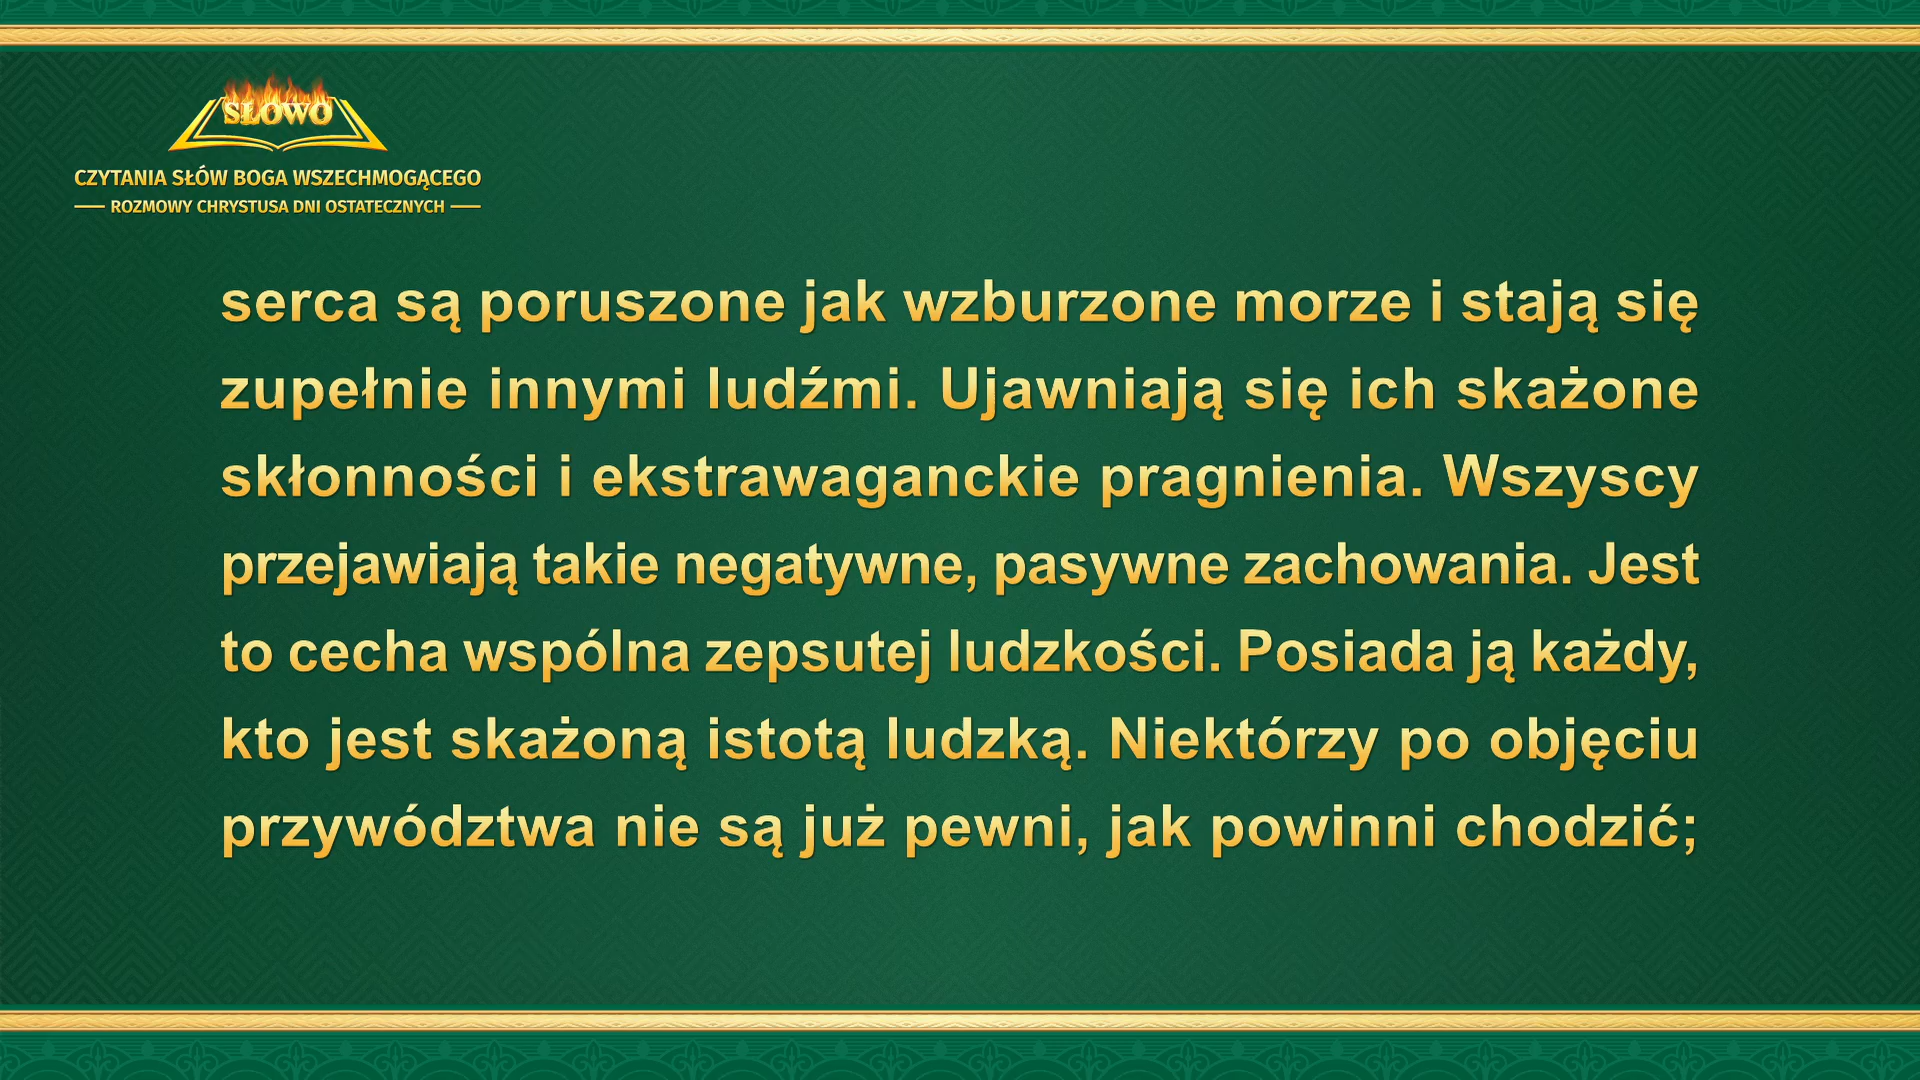 SŁOWO
CZYTANIA SŁÓW BOGA WSZECHMOGĄCEGO
ROZMOWY CHRYSTUSA DNI OSTATECZNYCH
serca są poruszone jak wzburzone morze i stają się
zupełnie innymi ludźmi. Ujawniają się ich skażone
skłonności i ekstrawaganckie pragnienia. Wszyscy
przejawiają takie negatywne, pasywne zachowania. Jest
to cecha wspólna zepsutej ludzkości. Posiada ją każdy,
kto jest skażoną istotą ludzką. Niektórzy po objęciu
przywództwa nie są już pewni, jak powinni chodzić;